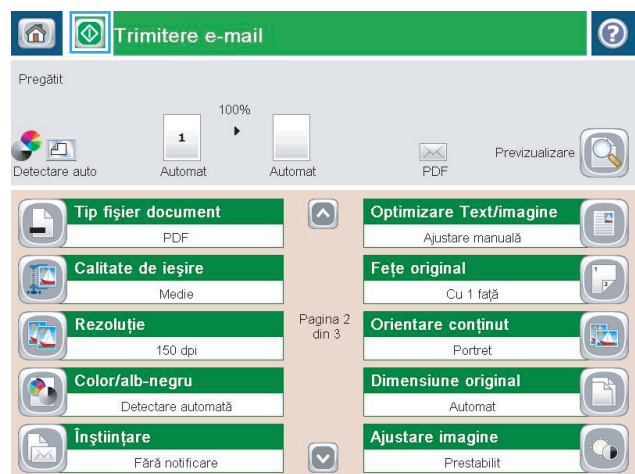 Trimitere e-mail
Pregătit
100%
1
Detectare auto
Automat
Automat
PDF
Previzualizare
Tip fişier document
PDF
Optimizare Text/imagine
Ajustare manuală
Calitate de ieşire
Medie
Feţe original
Cu 1 faţă
Rezoluţie
150 dpi
Pagina 2
din 3
Orientare conţinut
Portret
Color/alb-negru
Detectare automată
Dimensiune original
Automat
Înştiinţare
Fără notificare
Ajustare imagine
Prestabilit